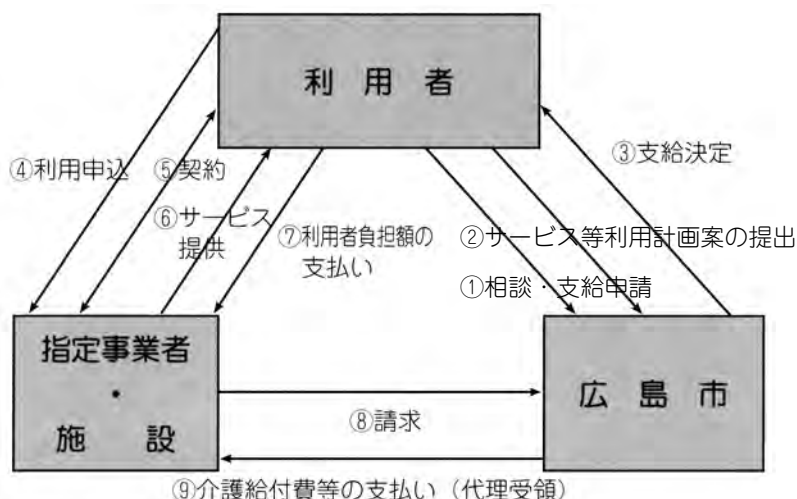 利用者
④利用申込
⑤契約
⑥サービス
提供
⑦利用者負担額の
支払い
③支給決定
②サービス等利用計画案の提出
①相談・支給申請
指定事業者
・
施設
広島市
⑧請求
⑨介護給付費等の支払い（代理受領）